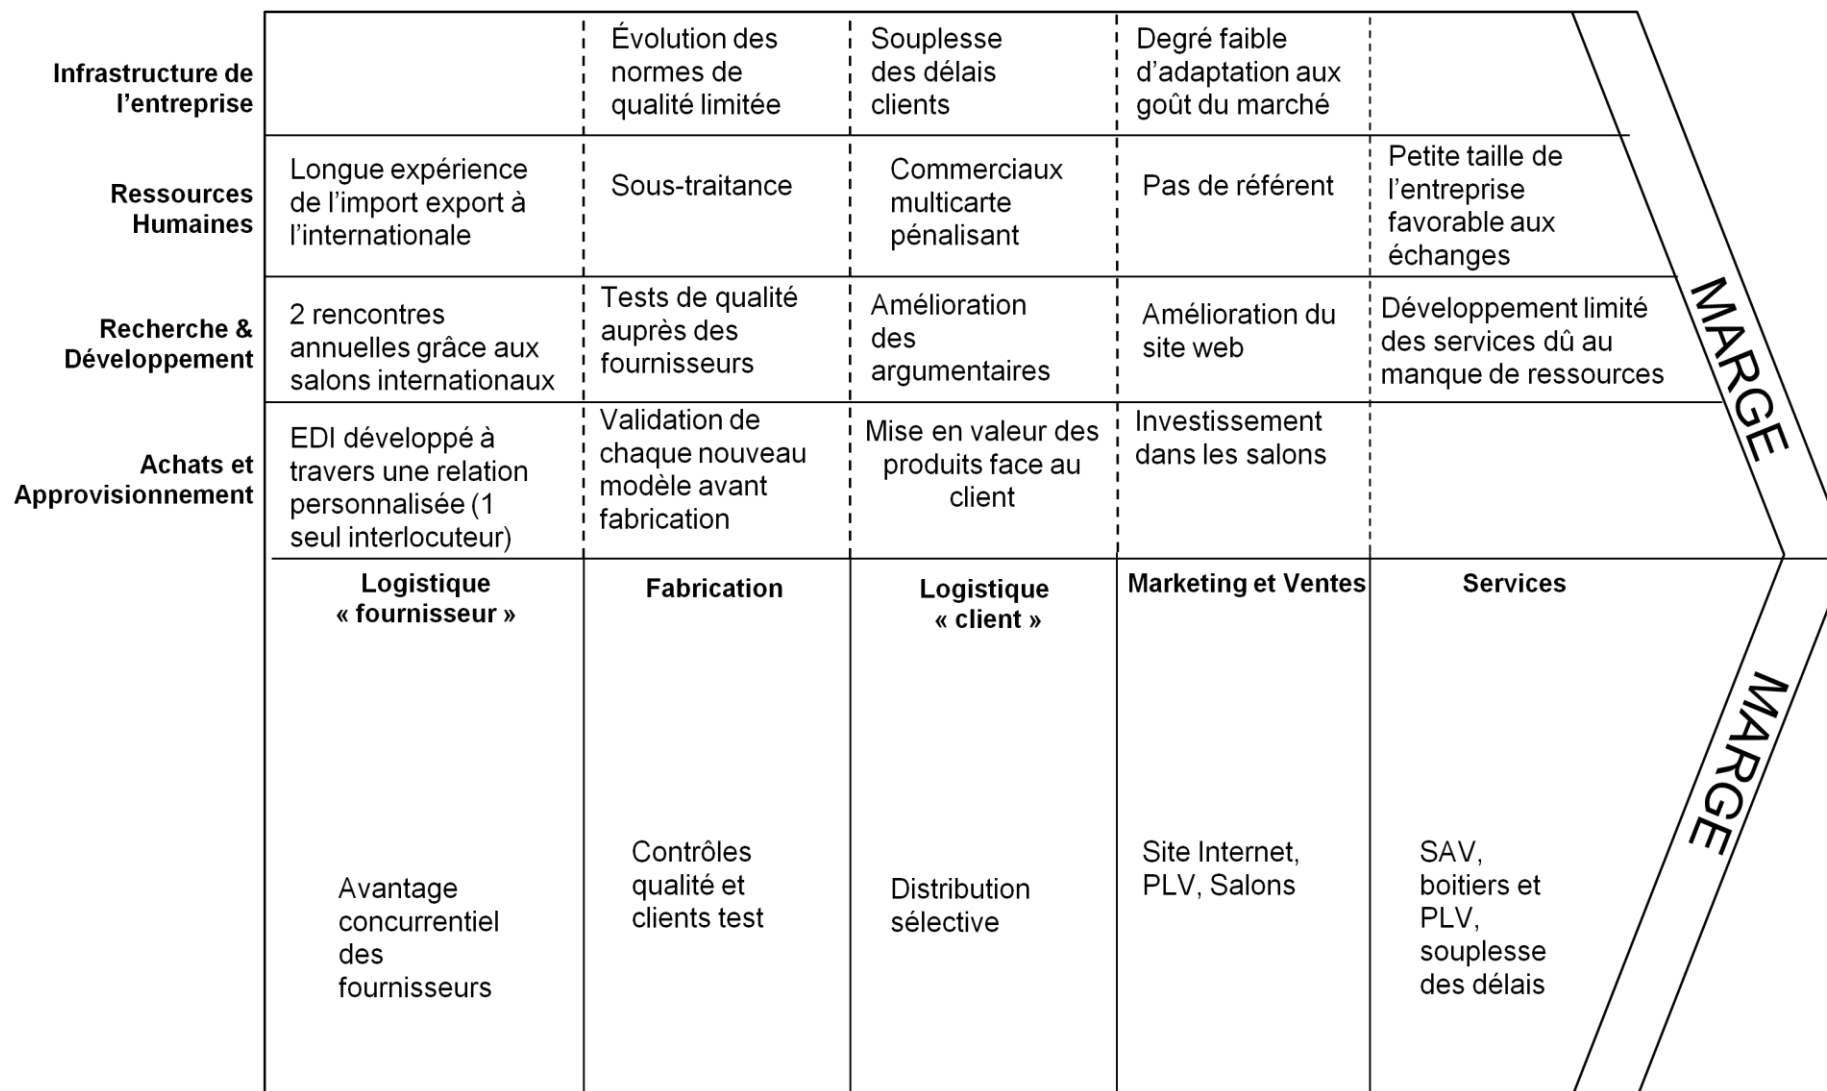 Infrastructure de
l'entreprise
Évolution des
normes de
qualité limitée
Souplesse
des délais
clients
Degré faible
d'adaptation aux
goût du marché
Ressources
Humaines
Longue expérience
de l'import export à
l'internationale
Sous-traitance
Commerciaux
multicarte
pénalisant
Pas de référent
Petite taille de
l'entreprise
favorable aux
échanges
Recherche &
Développement
2 rencontres
annuelles grâce aux
salons internationaux
Tests de qualité
auprès des
fournisseurs
Amélioration
des
argumentaires
Amélioration du
site web
Développement limité
des services dû au
manque de ressources
Achats et
Approvisionnement
EDI développé à
travers une relation
personnalisée (1
seul interlocuteur)
Validation de
chaque nouveau
modèle avant
fabrication
Mise en valeur des
produits face au
client
Investissement
dans les salons
MARGE
Logistique
« fournisseur »
Fabrication
Logistique
« client »
Marketing et Ventes
Services
Avantage
concurrentiel
des
fournisseurs
Contrôles
qualité et
clients test
Distribution
sélective
Site Internet,
PLV, Salons
SAV,
boitiers et
PLV,
souplesse
des délais
MARGE